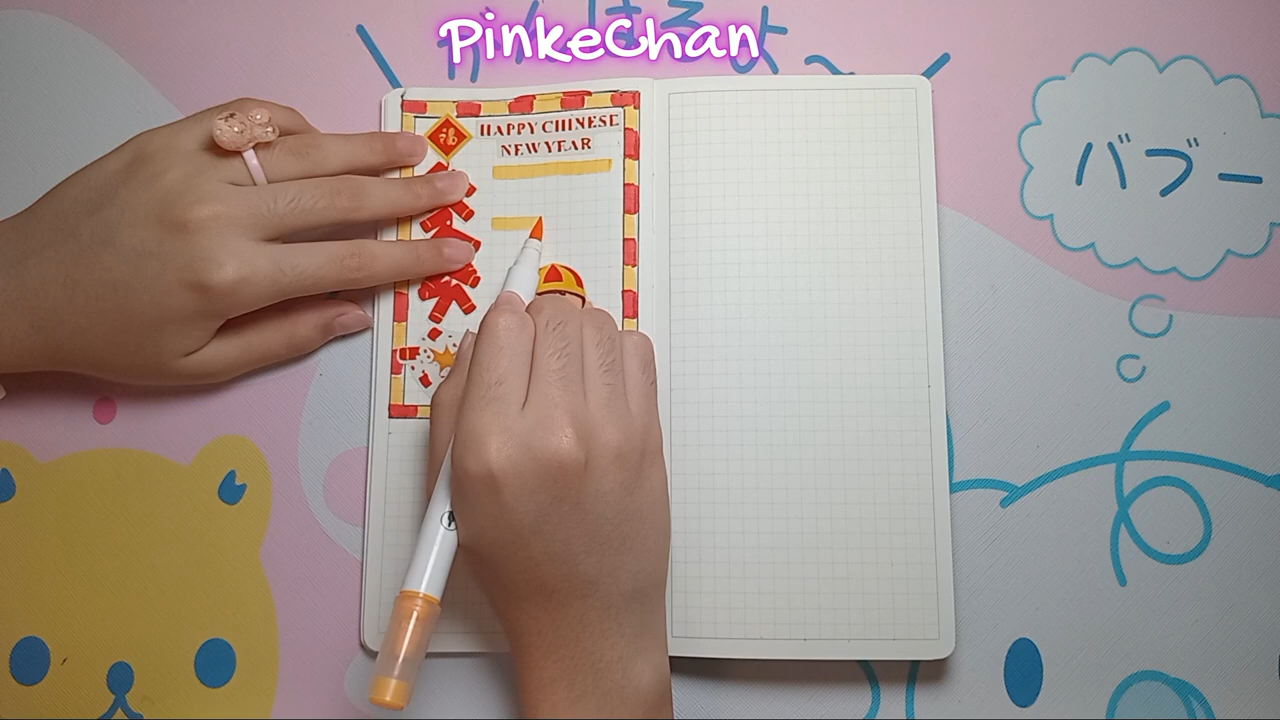 PinkeChan
福
HAPPY CHINESE
NEW YEAR
バブー